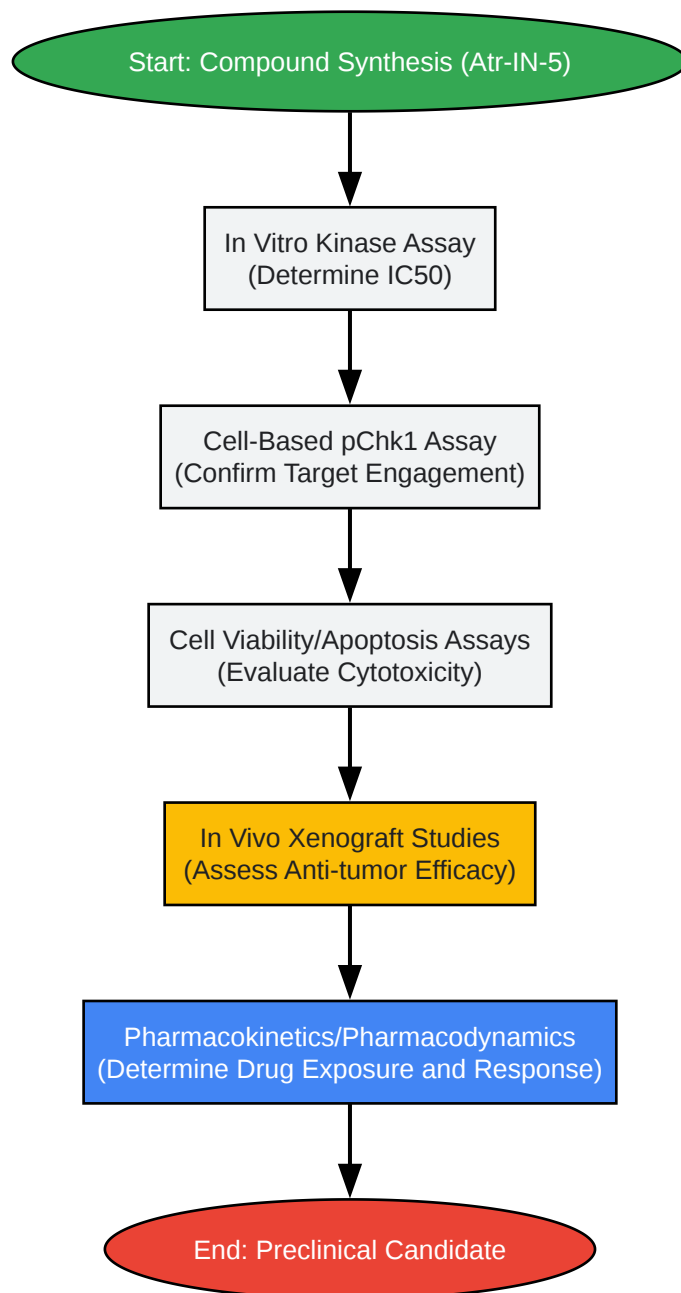 Start: Compound Synthesis (Atr-IN-5)
In Vitro Kinase Assay
(Determine IC50)
Cell-Based pChk1 Assay
(Confirm Target Engagement)
Cell Viability/Apoptosis Assays
(Evaluate Cytotoxicity)
In Vivo Xenograft Studies
(Assess Anti-tumor Efficacy)
Pharmacokinetics/Pharmacodynamics
(Determine Drug Exposure and Response)
End: Preclinical Candidate